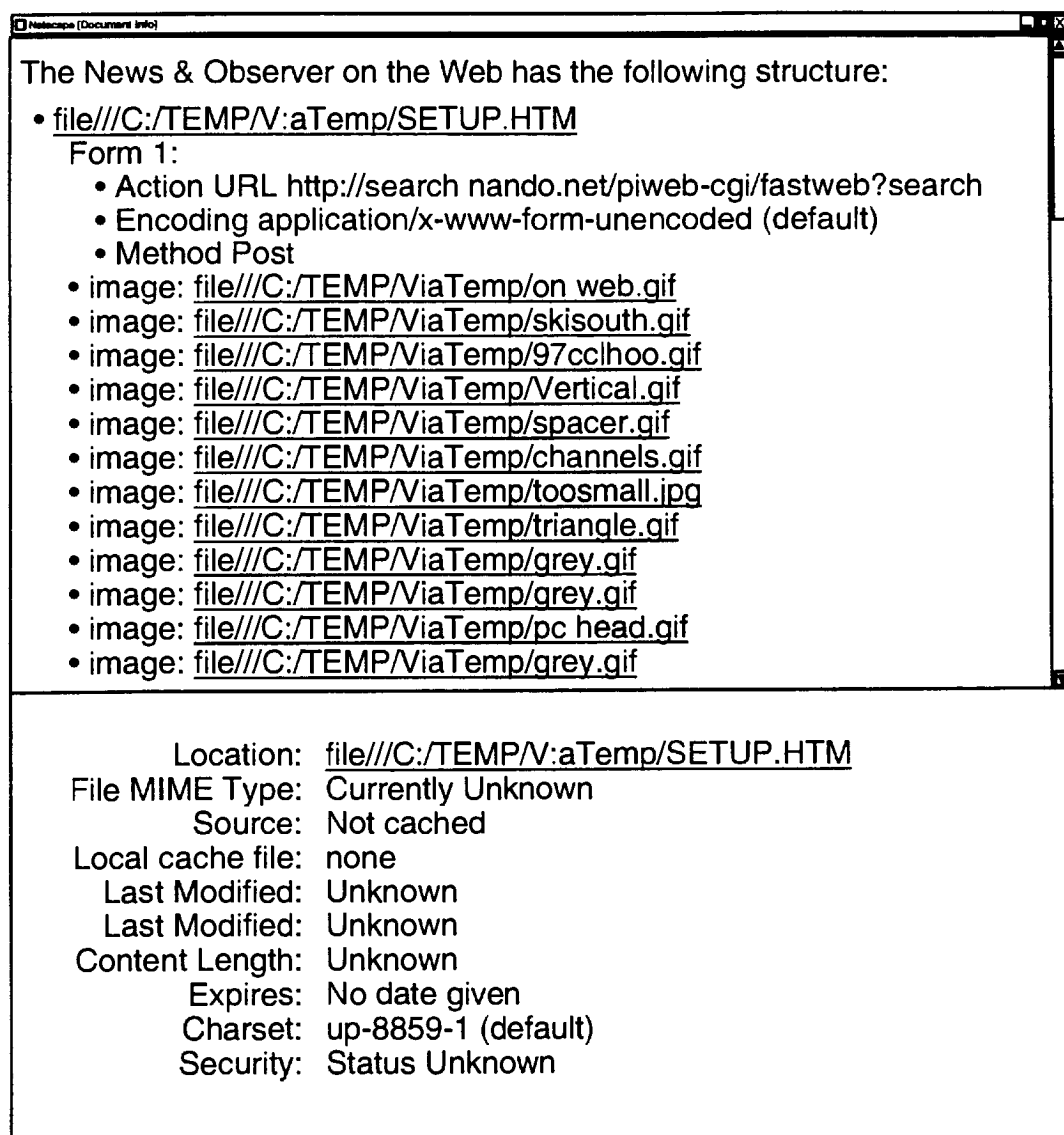 Netscape [Document Info]
The News & Observer on the Web has the following structure:
• file///C:/TEMP/V:aTemp/SETUP.HTM
Form 1:
• Action URL http://search nando.net/piweb-cgi/fastweb?search
• Encoding application/x-www-form-unencoded (default)
• Method Post
• image: file///C:/TEMP/ViaTemp/on web.gif
• image: file///C:/TEMP/ViaTemp/skisouth.gif
• image: file///C:/TEMP/ViaTemp/97cclhoo.gif
• image: file///C:/TEMP/ViaTemp/Vertical.gif
• image: file///C:/TEMP/ViaTemp/spacer.gif
• image: file///C:/TEMP/ViaTemp/channels.gif
• image: file///C:/TEMP/ViaTemp/toosmall.jpg
• image: file///C:/TEMP/ViaTemp/triangle.gif
• image: file///C:/TEMP/ViaTemp/grey.gif
• image: file///C:/TEMP/ViaTemp/grey.gif
• image: file///C:/TEMP/ViaTemp/pc head.gif
• image: file///C:/TEMP/ViaTemp/grey.gif
Location: file///C:/TEMP/V:aTemp/SETUP.HTM
File MIME Type: Currently Unknown
Source: Not cached
Local cache file: none
Last Modified: Unknown
Last Modified: Unknown
Content Length: Unknown
Expires: No date given
Charset: up-8859-1 (default)
Security: Status Unknown